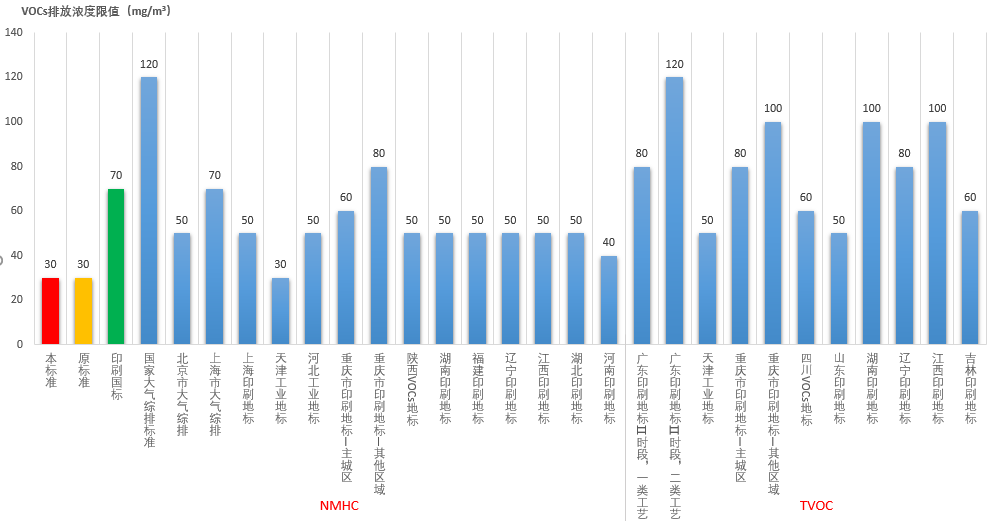 VOCs排放浓度限值（mg/m³）
140
120
100
80
60
40
20
0
30
30
70
120
50
70
50
30
50
60
80
50
50
50
50
50
50
40
80
120
50
80
100
60
50
100
80
100
60
本标准
原标准
印刷国标
国家大气综排标准
北京市大气综排
上海市大气综排
上海印刷地标
天津工业地标
河北工业地标
重庆市印刷地标—主城区
重庆市印刷地标—其他区域
陕西VOCs地标
湖南印刷地标
福建印刷地标
辽宁印刷地标
江西印刷地标
湖北印刷地标
河南印刷地标
广东印刷地标II时段，一类工艺
广东印刷地标II时段，二类工艺
天津工业地标
重庆市印刷地标—主城区
重庆市印刷地标—其他区域
四川VOCs地标
山东印刷地标
湖南印刷地标
辽宁印刷地标
江西印刷地标
吉林印刷地标
NMHC
TVOC